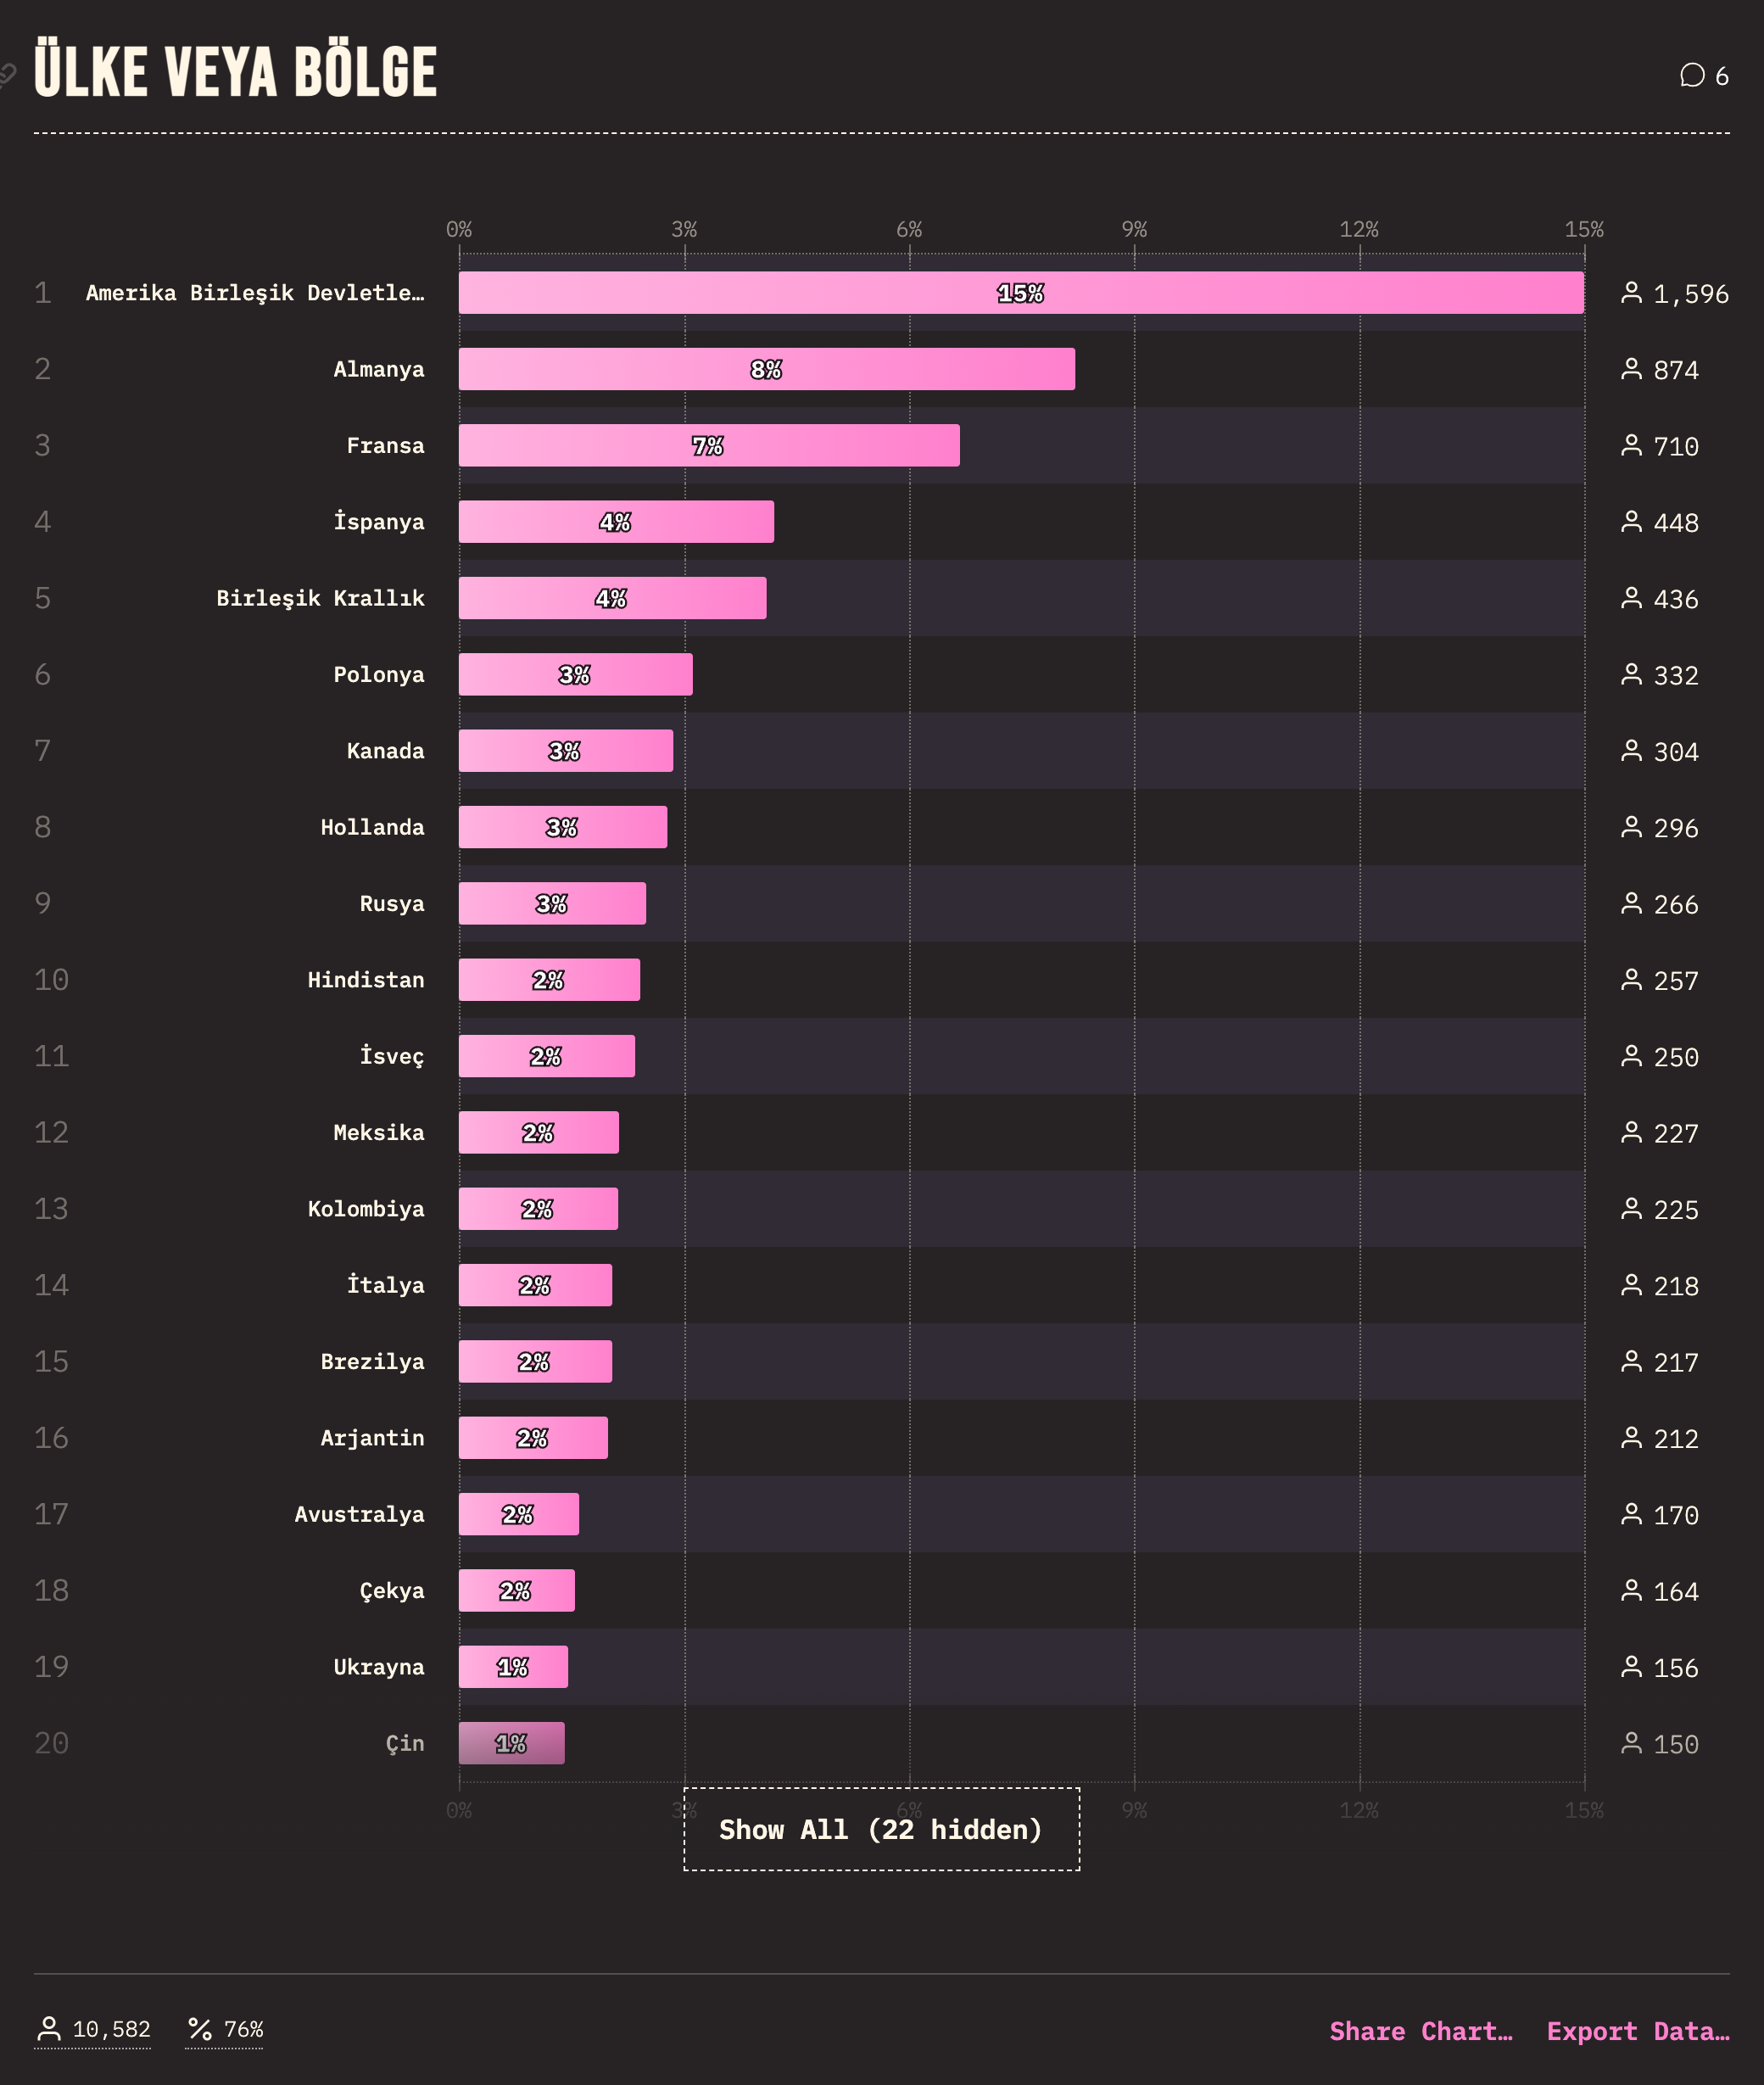 ÜLKE VEYA BÖLGE
6
0% 3% 6% 9% 12% 15%
1 Amerika Birleşik Devletle… 15% 1,596
2 Almanya 8% 874
3 Fransa 7% 710
4 İspanya 4% 448
5 Birleşik Krallık 4% 436
6 Polonya 3% 332
7 Kanada 3% 304
8 Hollanda 3% 296
9 Rusya 3% 266
10 Hindistan 2% 257
11 İsveç 2% 250
12 Meksika 2% 227
13 Kolombiya 2% 225
14 İtalya 2% 218
15 Brezilya 2% 217
16 Arjantin 2% 212
17 Avustralya 2% 170
18 Çekya 2% 164
19 Ukrayna 1% 156
20 Çin 1% 150
0% 3% 6% 9% 12% 15%
Show All (22 hidden)
10,582 % 76% Share Chart… Export Data…